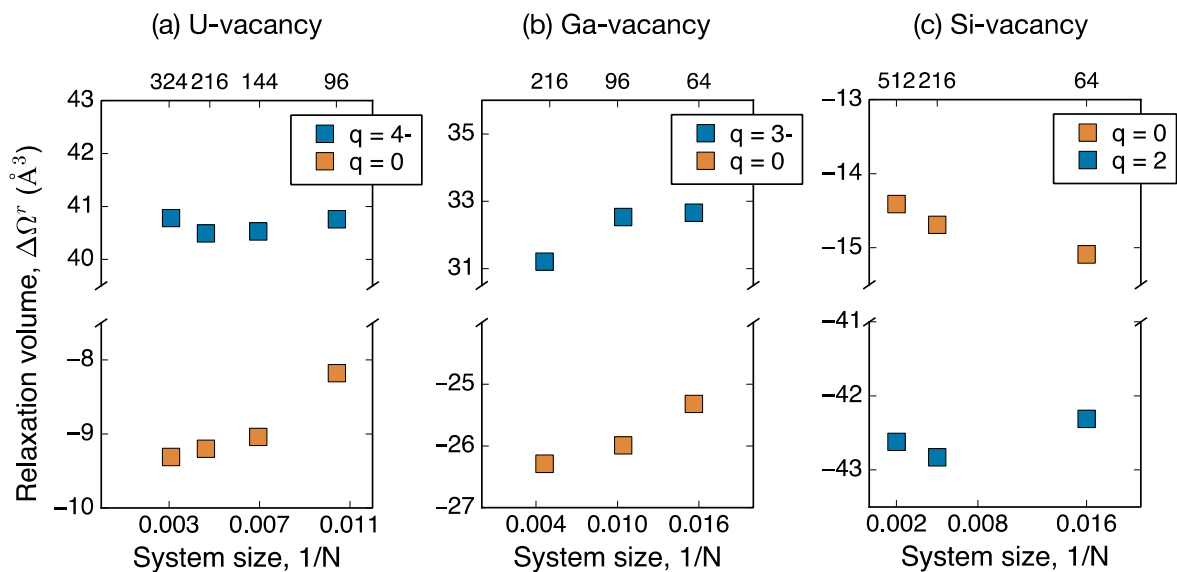 (a) U-vacancy
(b) Ga-vacancy
(c) Si-vacancy
324 216 144 96
216 96 64
512 216 64
43
42
41
40
−8
−9
−10
q = 4-
q = 0
35
33
31
−25
−26
−27
q = 3-
q = 0
−13
−14
−15
−41
−42
−43
q = 0
q = 2
0.003 0.007 0.011
0.004 0.010 0.016
0.002 0.008 0.016
System size, 1/N
System size, 1/N
System size, 1/N
Relaxation volume, ΔΩ^r (Å^3)